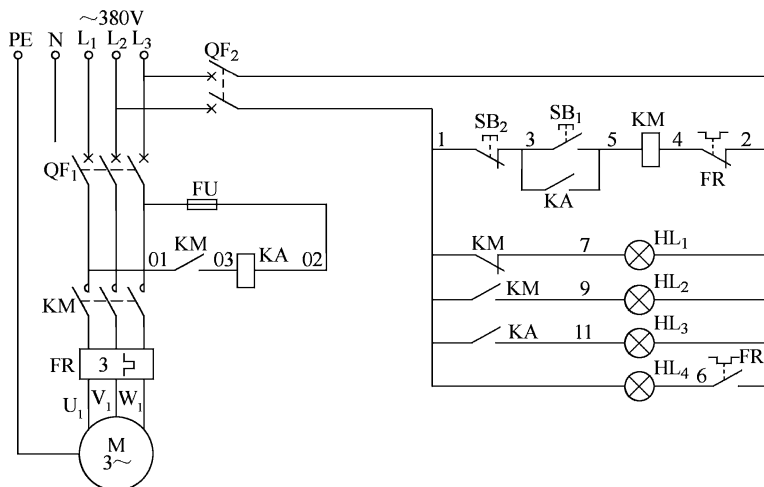 ~380V
PE N L₁ L₂ L₃
QF₂
1 SB₂ 3 SB₁ 5 KM 4 2
FR
KA
QF₁
FU
01 KM 03 KA 02
KM 7 HL₁
KM 9 HL₂
KA 11 HL₃
HL₄ 6 FR
KM
FR 3
U₁ V₁ W₁
M
3~